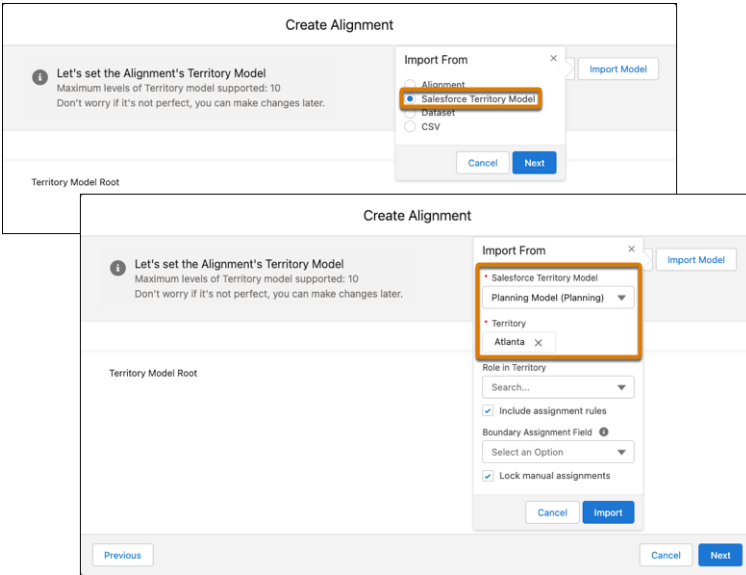 Create Alignment
Let's set the Alignment's Territory Model
Maximum levels of Territory model supported: 10
Don't worry if it's not perfect, you can make changes later.
Import From
Alignment
Salesforce Territory Model
Dataset
CSV
Cancel
Next
Import Model
Territory Model Root
Create Alignment
Let's set the Alignment's Territory Model
Maximum levels of Territory model supported: 10
Don't worry if it's not perfect, you can make changes later.
Import From
* Salesforce Territory Model
Planning Model (Planning)
* Territory
Atlanta
Role in Territory
Search...
Include assignment rules
Boundary Assignment Field
Select an Option
Lock manual assignments
Cancel
Import
Import Model
Territory Model Root
Previous
Cancel
Next